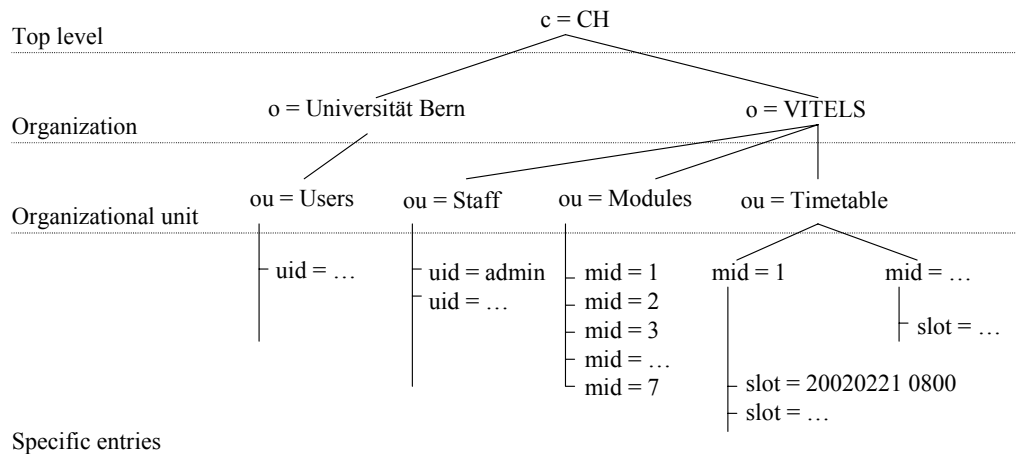 c = CH
Top level
o = Universität Bern
o = VITELS
Organization
ou = Users
ou = Staff
ou = Modules
ou = Timetable
Organizational unit
uid = …
uid = admin
uid = …
mid = 1
mid = 2
mid = 3
mid = …
mid = 7
mid = 1
slot = 20020221 0800
slot = …
mid = …
slot = …
Specific entries